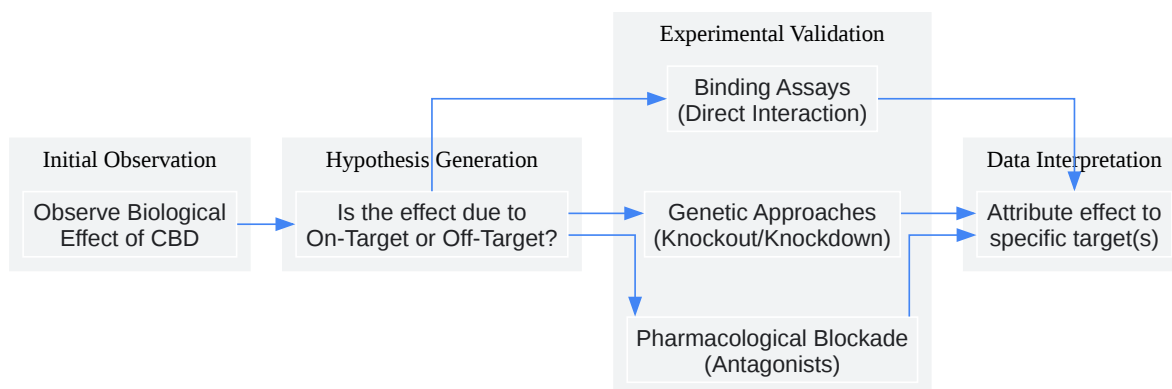 Initial Observation
Observe Biological
Effect of CBD
Hypothesis Generation
Is the effect due to
On-Target or Off-Target?
Experimental Validation
Binding Assays
(Direct Interaction)
Genetic Approaches
(Knockout/Knockdown)
Pharmacological Blockade
(Antagonists)
Data Interpretation
Attribute effect to
specific target(s)